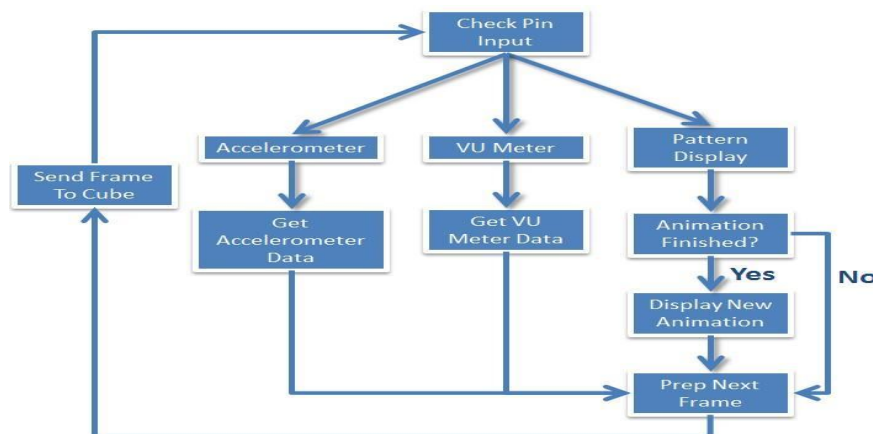 Check Pin
Input
Accelerometer
VU Meter
Pattern
Display
Send Frame
To Cube
Get
Accelerometer
Data
Get VU
Meter Data
Animation
Finished?
Yes
No
Display New
Animation
Prep Next
Frame